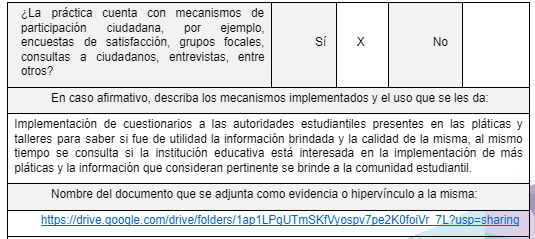 ¿La práctica cuenta con mecanismos de
participación ciudadana, por ejemplo,
encuestas de satisfacción, grupos focales,
consultas a ciudadanos, entrevistas, entre
otros?
Sí X No
En caso afirmativo, describa los mecanismos implementados y el uso que se les da:
Implementación de cuestionarios a las autoridades estudiantiles presentes en las pláticas y
talleres para saber si fue de utilidad la información brindada y la calidad de la misma, al mismo
tiempo se consulta si la institución educativa está interesada en la implementación de más
pláticas y la información que consideran pertinente se brinde a la comunidad estudiantil.
Nombre del documento que se adjunta como evidencia o hipervínculo a la misma:
https://drive.google.com/drive/folders/1ap1LPqUTmSKfVyospv7pe2K0foiVr_7L?usp=sharing